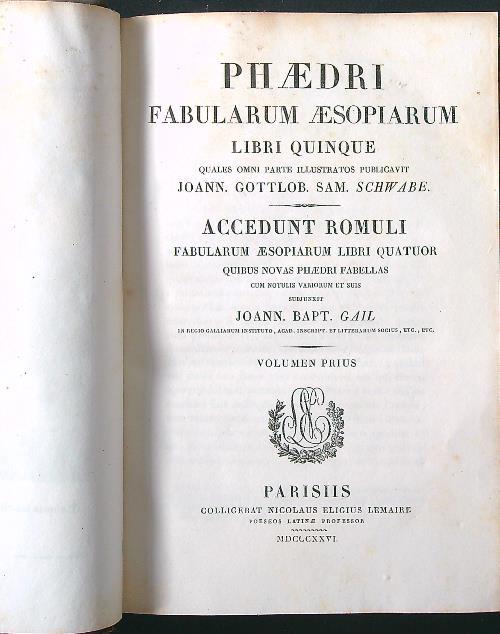 PHÆDRI
FABULARUM ÆSOPIARUM
LIBRI QUINQUE
QUALES OMNI PARTE ILLUSTRATOS PUBLICAVIT
JOANN. GOTTLOB. SAM. SCHWABE.
ACCEDUNT ROMULI
FABULARUM ÆSOPIARUM LIBRI QUATUOR
QUIBUS NOVAS PHÆDRI FABELLAS
CUM NOTULIS VARIORUM ET SUIS
SUBJUNXIT
JOANN. BAPT. GAIL
IN REGIO GALLIARUM INSTITUTO, ACAD. INSCRIPT. ET LITTERARUM SOCIUS, ETC., ETC.
VOLUMEN PRIUS
PARISIIS
COLLIGEBAT NICOLAUS ELIGIUS LEMAIRE
POESEOS LATINÆ PROFESSOR
MDCCCXXVI.